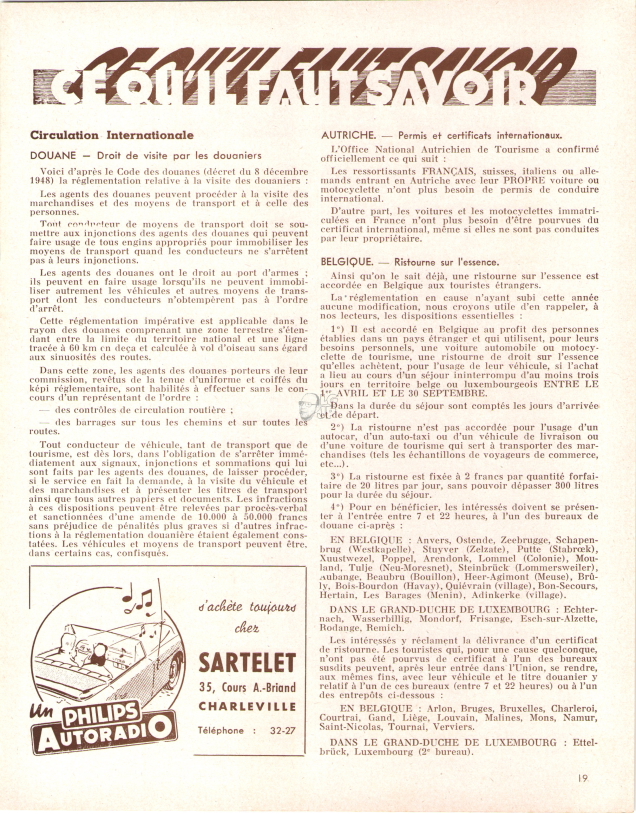 CE QU'IL FAUT SAVOIR
Circulation Internationale
DOUANE — Droit de visite par les douaniers
Voici d'après le Code des douanes (décret du 8 décembre
1948) la réglementation relative à la visite des douaniers :
Les agents des douanes peuvent procéder à la visite des
marchandises et des moyens de transport et à celle des
personnes.
Tout conducteur de moyens de transport doit se sou-
mettre aux injonctions des agents des douanes qui peuvent
faire usage de tous engins appropriés pour immobiliser les
moyens de transport quand les conducteurs ne s'arrêtent
pas à leurs injonctions.
Les agents des douanes ont le droit au port d'armes ;
ils peuvent en faire usage lorsqu'ils ne peuvent immobi-
liser autrement les véhicules et autres moyens de trans-
port dont les conducteurs n'obtempèrent pas à l'ordre
d'arrêt.
Cette réglementation impérative est applicable dans le
rayon des douanes comprenant une zone terrestre s'éten-
dant entre la limite du territoire national et une ligne
tracée à 60 km en deça et calculée à vol d'oiseau sans égard
aux sinuosités des routes.
Dans cette zone, les agents des douanes porteurs de leur
commission, revêtus de la tenue d'uniforme et coiffés du
képi réglementaire, sont habilités à effectuer sans le con-
cours d'un représentant de l'ordre :
— des contrôles de circulation routière ;
— des barrages sur tous les chemins et sur toutes les
routes.
Tout conducteur de véhicule, tant de transport que de
tourisme, est dès lors, dans l'obligation de s'arrêter immé-
diatement aux signaux, injonctions et sommations qui lui
sont faits par les agents des douanes, de laisser procéder,
si le service en fait la demande, à la visite du véhicule et
des marchandises et à présenter les titres de transport
ainsi que tous autres papiers et documents. Les infractions
à ces dispositions peuvent être relevées par procès-verbal
et sanctionnées d'une amende de 10.000 à 50.000 francs
sans préjudice de pénalités plus graves si d'autres infrac-
tions à la réglementation douanière étaient également cons-
tatées. Les véhicules et moyens de transport peuvent être,
dans certains cas, confisqués.
Un PHILIPS
AUTORADIO
s'achète toujours
chez
SARTELET
35, Cours A.-Briand
CHARLEVILLE
Téléphone : 32-27
AUTRICHE. — Permis et certificats internationaux.
L'Office National Autrichien de Tourisme a confirmé
officiellement ce qui suit :
Les ressortissants FRANÇAIS, suisses, italiens ou alle-
mands entrant en Autriche avec leur PROPRE voiture ou
motocyclette n'ont plus besoin de permis de conduire
international.
D'autre part, les voitures et les motocyclettes immatri-
culées en France n'ont plus besoin d'être pourvues du
certificat international, même si elles ne sont pas conduites
par leur propriétaire.
BELGIQUE. — Ristourne sur l'essence.
Ainsi qu'on le sait déjà, une ristourne sur l'essence est
accordée en Belgique aux touristes étrangers.
La réglementation en cause n'ayant subi cette année
aucune modification, nous croyons utile d'en rappeler, à
nos lecteurs, les dispositions essentielles :
1°) Il est accordé en Belgique au profit des personnes
établies dans un pays étranger et qui utilisent, pour leurs
besoins personnels, une voiture automobile ou motocy-
clette de tourisme, une ristourne de droit sur l'essence
qu'elles achètent, pour l'usage de leur véhicule, si l'achat
a lieu au cours d'un séjour ininterrompu d'au moins trois
jours en territoire belge ou luxembourgeois ENTRE LE
1er AVRIL ET LE 30 SEPTEMBRE.
Dans la durée du séjour sont comptés les jours d'arrivée
et de départ.
2°) La ristourne n'est pas accordée pour l'usage d'un
autocar, d'un auto-taxi ou d'un véhicule de livraison ou
d'une voiture de tourisme qui sert à transporter des mar-
chandises (tels les échantillons de voyageurs de commerce,
etc...).
3°) La ristourne est fixée à 2 francs par quantité forfai-
taire de 20 litres par jour, sans pouvoir dépasser 300 litres
pour la durée du séjour.
4°) Pour en bénéficier, les intéressés doivent se présen-
ter à l'entrée entre 7 et 22 heures, à l'un des bureaux de
douane ci-après :
EN BELGIQUE : Anvers, Ostende, Zeebrugge, Schapen-
brug (Westkapelle), Stuyver (Zelzate), Putte (Stabrœk),
Xuustwezel, Poppel, Arendonk, Lommel (Colonie), Mou-
land, Tulje (Neu-Moresnet), Steinbrück (Lommersweiler),
Aubange, Beaubru (Bouillon), Heer-Agimont (Meuse), Brû-
ly, Bois-Bourdon (Havay), Quiévrain (village), Bon-Secours,
Hertain, Les Barages (Menin), Adinkerke (village).
DANS LE GRAND-DUCHE DE LUXEMBOURG : Echter-
nach, Wasserbillig, Mondorf, Frisange, Esch-sur-Alzette,
Rodange, Remich.
Les intéressés y réclament la délivrance d'un certificat
de ristourne. Les touristes qui, pour une cause quelconque,
n'ont pas été pourvus de certificat à l'un des bureaux
susdits peuvent, après leur entrée dans l'Union, se rendre,
aux mêmes fins, avec leur véhicule et le titre douanier y
relatif à l'un de ces bureaux (entre 7 et 22 heures) ou à l'un
des entrepôts ci-dessous :
EN BELGIQUE : Arlon, Bruges, Bruxelles, Charleroi,
Courtrai, Gand, Liège, Louvain, Malines, Mons, Namur,
Saint-Nicolas, Tournai, Verviers.
DANS LE GRAND-DUCHE DE LUXEMBOURG : Ettel-
brück, Luxembourg (2e bureau).
19